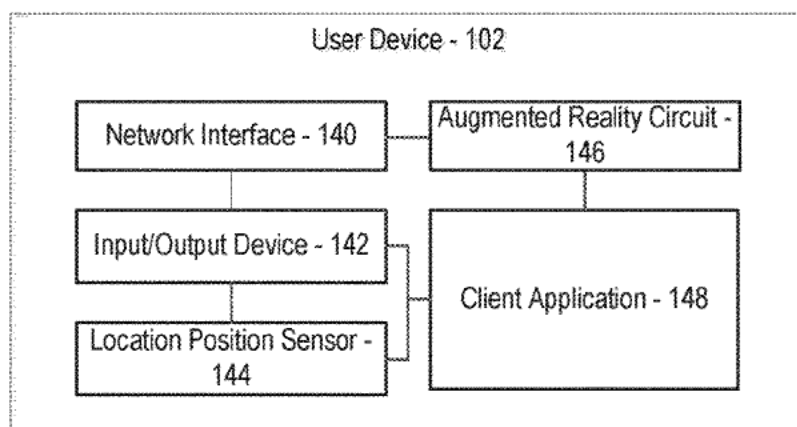 User Device - 102
Network Interface - 140
Augmented Reality Circuit -
146
Input/Output Device - 142
Client Application - 148
Location Position Sensor -
144